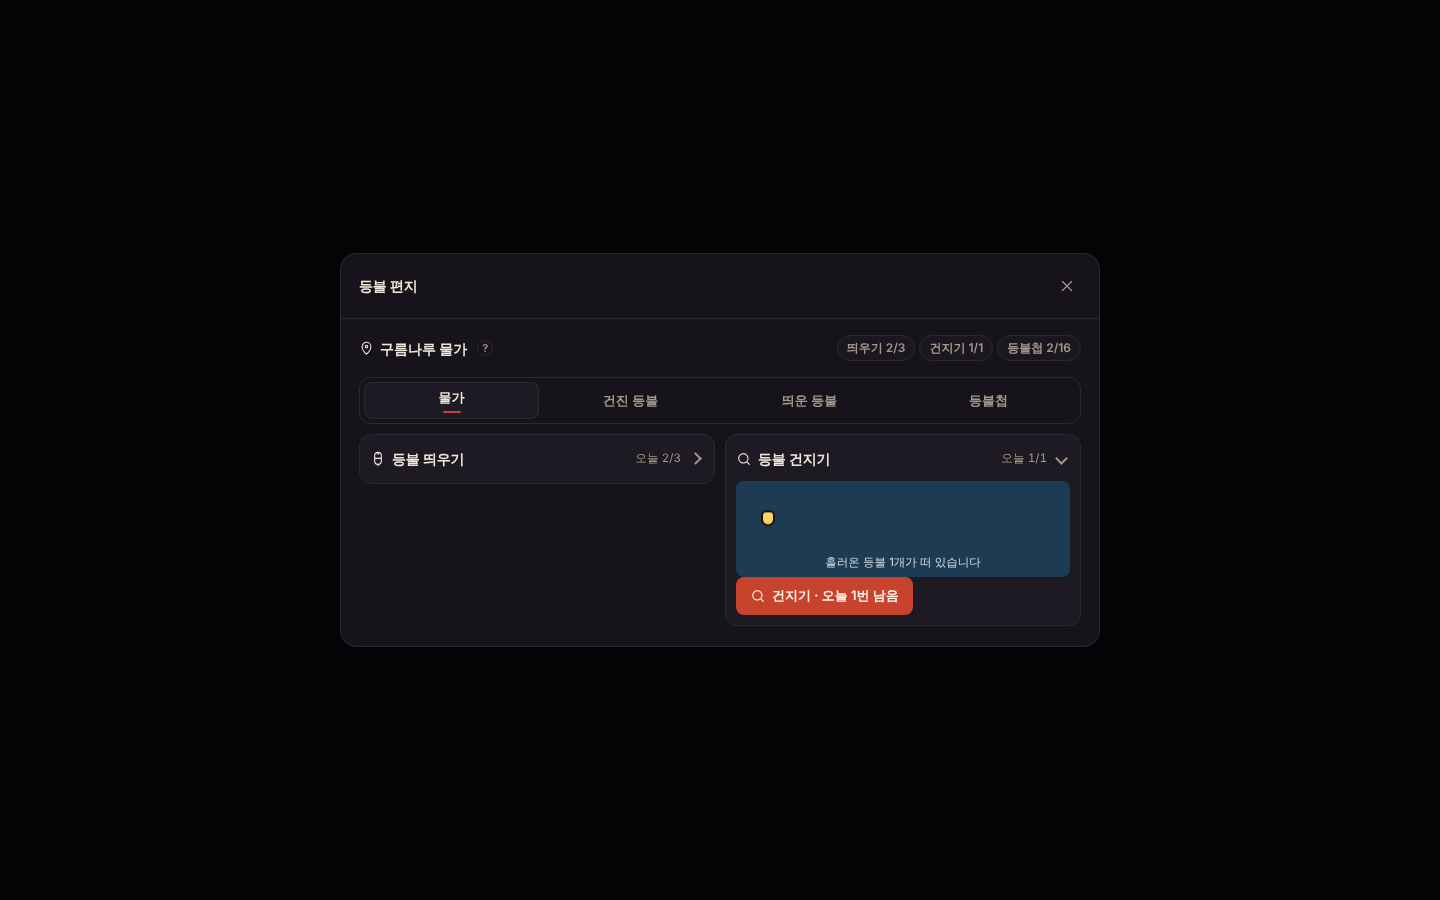 등불 편지
구름나루 물가 ?
띄우기 2/3
건지기 1/1
등불첩 2/16
물가
건진 등불
띄운 등불
등불첩
등불 띄우기
오늘 2/3
등불 건지기
오늘 1/1
흘러온 등불 1개가 떠 있습니다
건지기 · 오늘 1번 남음